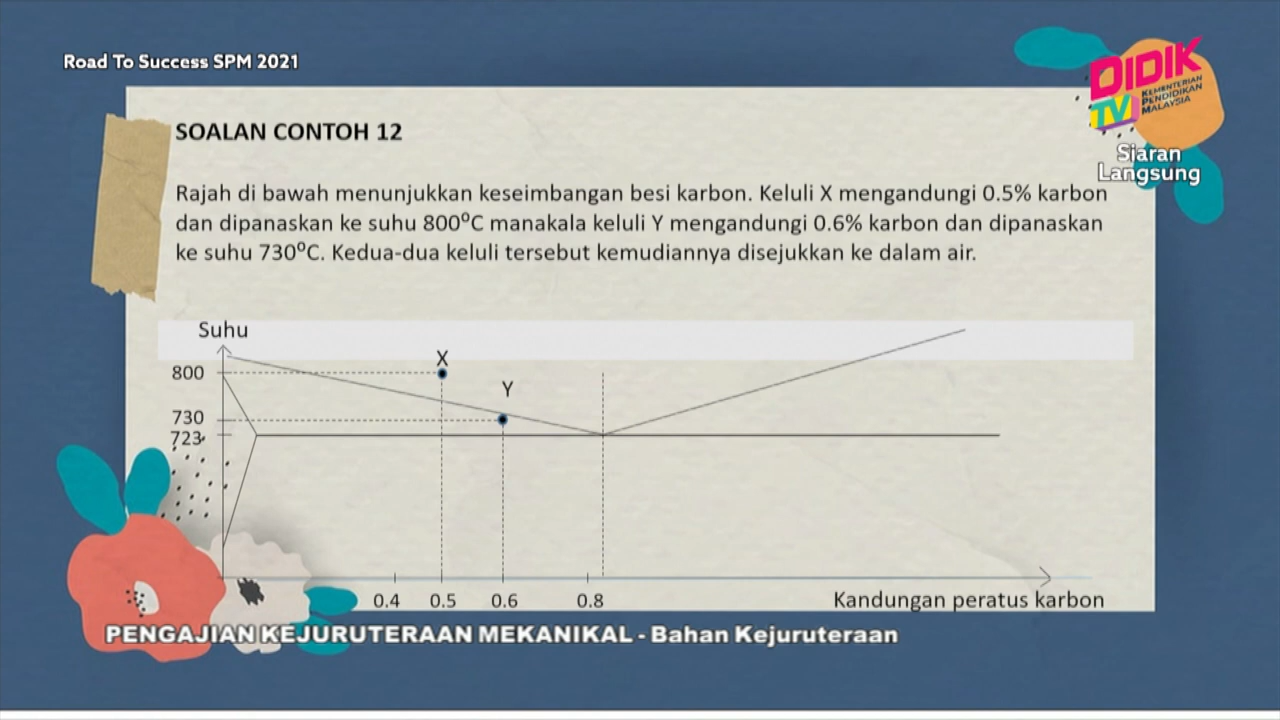 Road To Success SPM 2021
DIDIK
TV
KEMENTERIAN
PENDIDIKAN
MALAYSIA
Siaran
Langsung
SOALAN CONTOH 12
Rajah di bawah menunjukkan keseimbangan besi karbon. Keluli X mengandungi 0.5% karbon
dan dipanaskan ke suhu 800⁰C manakala keluli Y mengandungi 0.6% karbon dan dipanaskan
ke suhu 730⁰C. Kedua-dua keluli tersebut kemudiannya disejukkan ke dalam air.
Suhu
X
800
Y
730
723
0.4 0.5 0.6 0.8
Kandungan peratus karbon
PENGAJIAN KEJURUTERAAN MEKANIKAL - Bahan Kejuruteraan